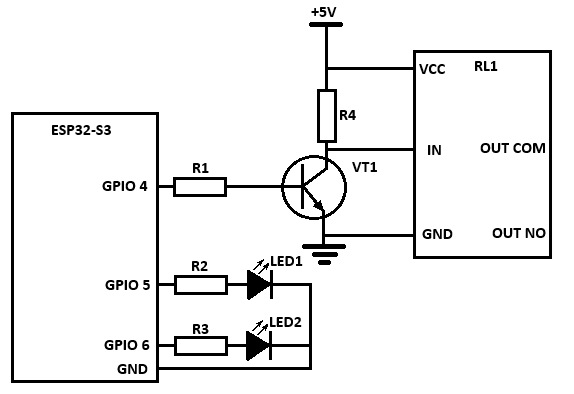 +5V
VCC
RL1
R4
ESP32-S3
IN
OUT COM
R1
VT1
GPIO 4
GND
OUT NO
LED1
R2
GPIO 5
LED2
R3
GPIO 6
GND